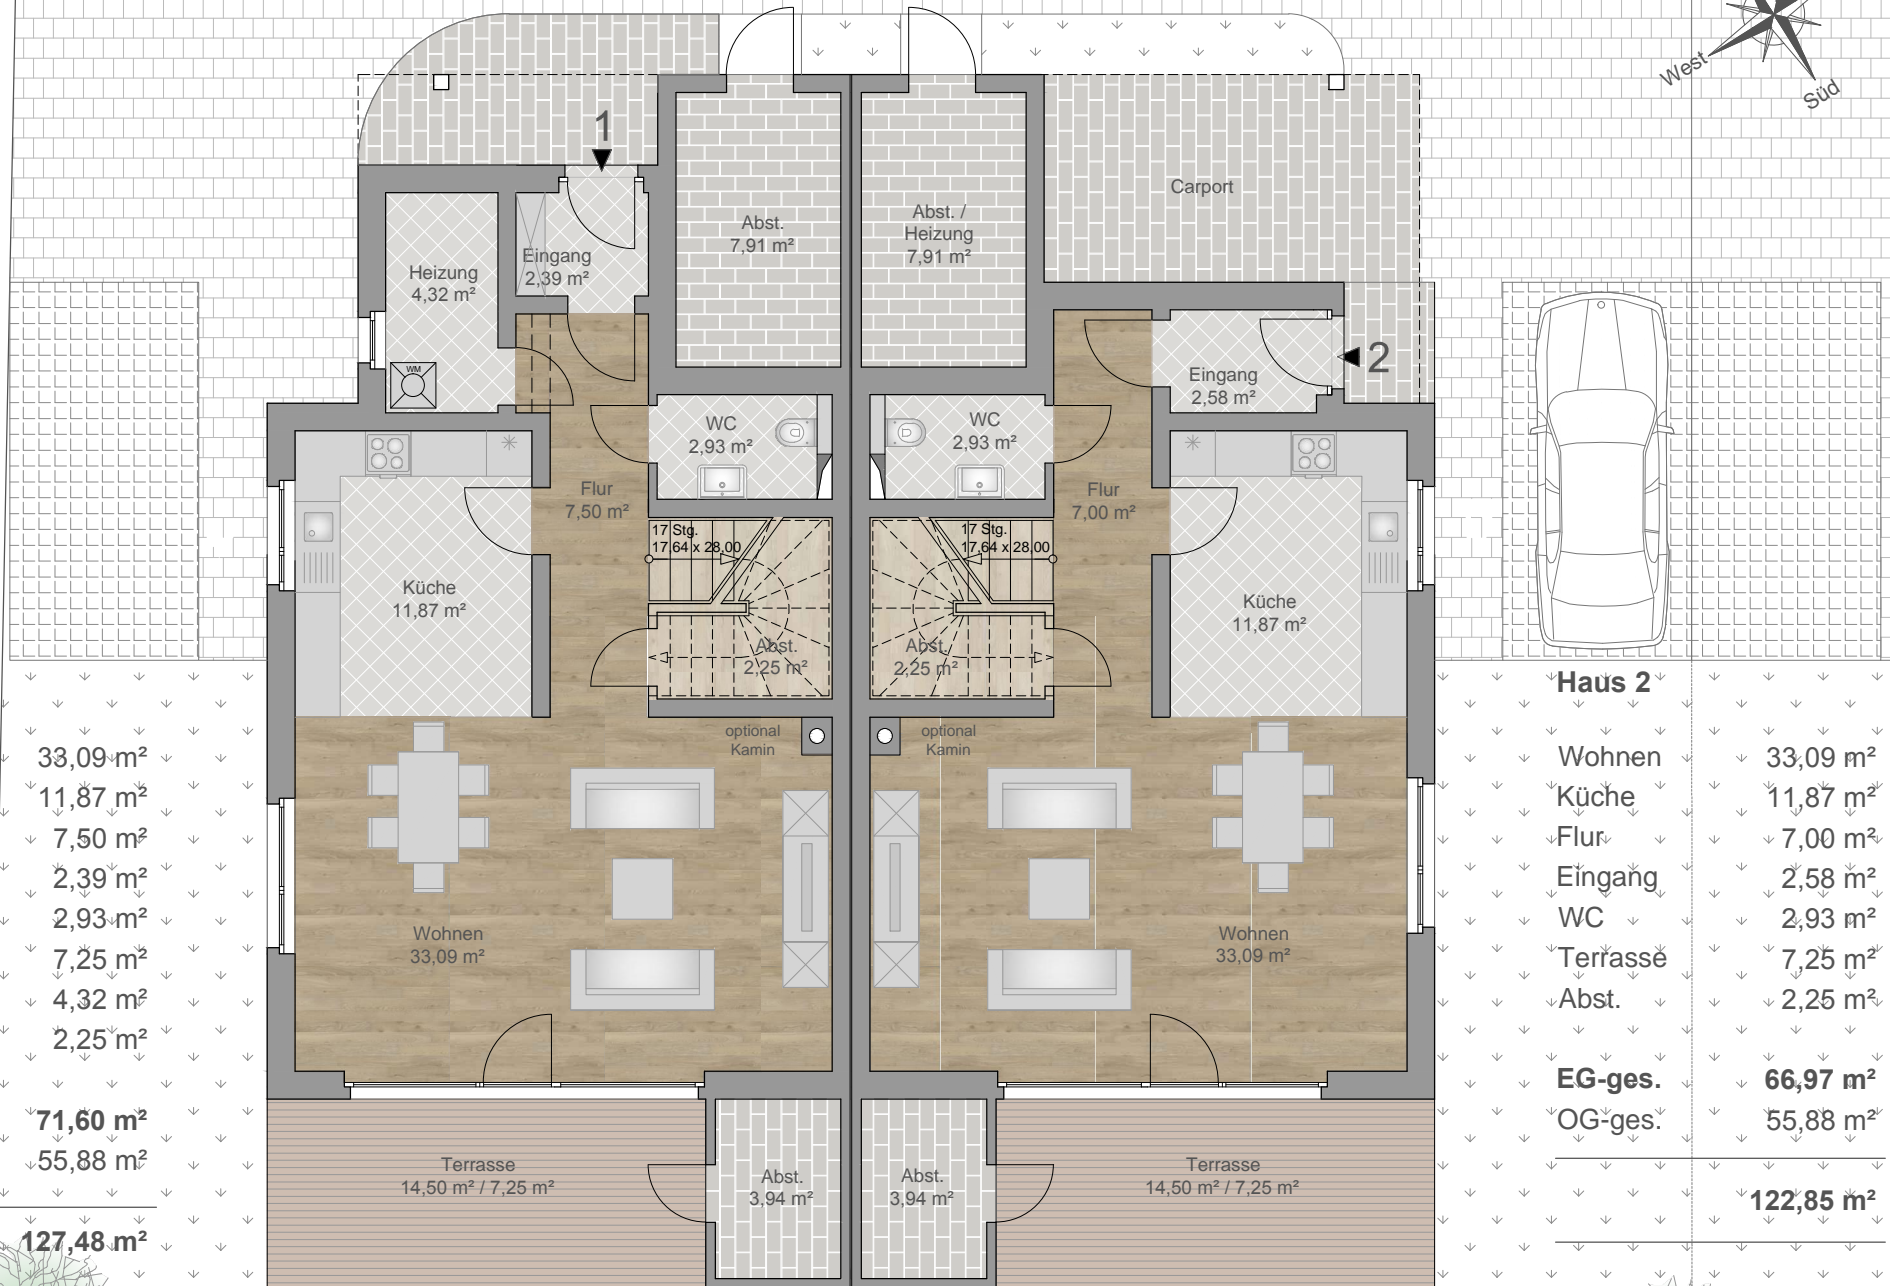 West
Süd
1
Carport
Abst.
7,91 m²
Abst. /
Heizung
7,91 m²
Eingang
2,39 m²
Heizung
4,32 m²
WM
2
Eingang
2,58 m²
WC
2,93 m²
WC
2,93 m²
Flur
7,50 m²
Flur
7,00 m²
17 Stg.
17,64 x 28,00
17 Stg.
17,64 x 28,00
Küche
11,87 m²
Küche
11,87 m²
Abst.
2,25 m²
Abst.
2,25 m²
optional
Kamin
optional
Kamin
Wohnen
33,09 m²
Wohnen
33,09 m²
Terrasse
14,50 m² / 7,25 m²
Abst.
3,94 m²
Abst.
3,94 m²
Terrasse
14,50 m² / 7,25 m²
33,09 m²
11,87 m²
7,50 m²
2,39 m²
2,93 m²
7,25 m²
4,32 m²
2,25 m²
71,60 m²
55,88 m²
127,48 m²
Haus 2
Wohnen 33,09 m²
Küche 11,87 m²
Flur 7,00 m²
Eingang 2,58 m²
WC 2,93 m²
Terrasse 7,25 m²
Abst. 2,25 m²
EG-ges. 66,97 m²
OG-ges. 55,88 m²
122,85 m²